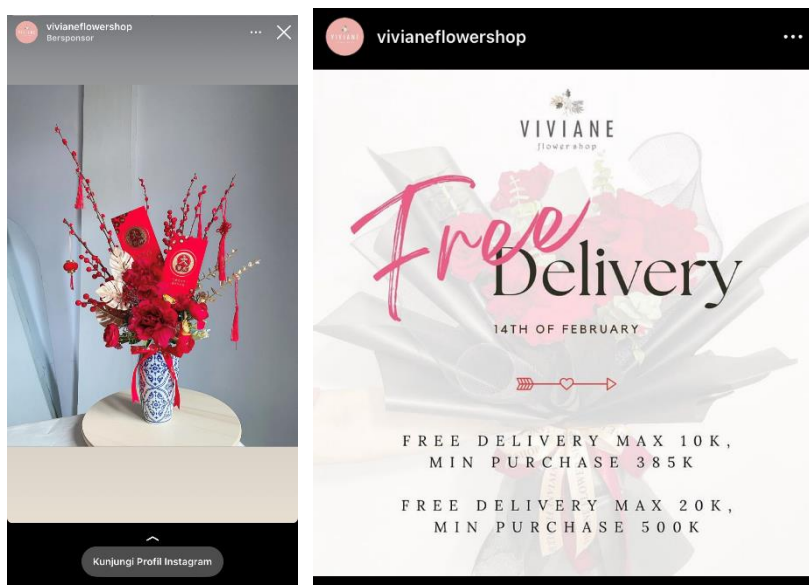 vivianeflowershop
Bersponsor
Kunjungi Profil Instagram
vivianeflowershop
VIVIANE
flower shop
Free
Delivery
14TH OF FEBRUARY
FREE DELIVERY MAX 10K,
MIN PURCHASE 385K
FREE DELIVERY MAX 20K,
MIN PURCHASE 500K